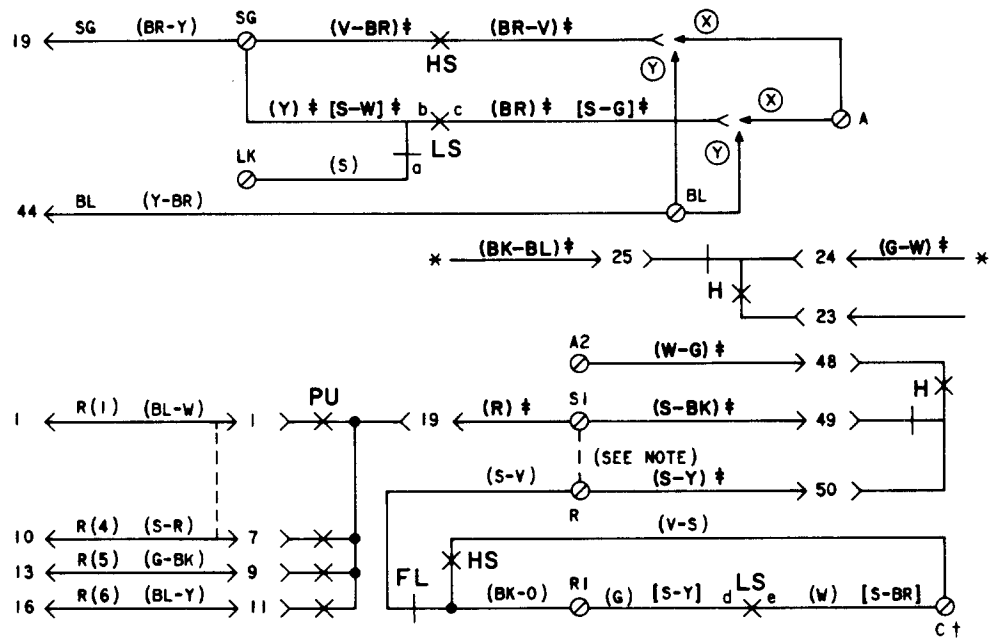 19 SG (BR-Y) SG (V-BR)‡ HS (BR-V)‡ Ⓧ
Ⓨ
(Y)‡ [S-W]‡ b c LS (BR)‡ [S-G]‡ Ⓧ A
Ⓨ
LK (S) a
44 BL (Y-BR) BL
* (BK-BL)‡ 25 24 (G-W)‡ *
H
23
A2 (W-G)‡ 48
H
1 R(1) (BL-W) 1 PU 19 (R)‡ S1 (S-BK)‡ 49
(SEE NOTE)
(S-V) R (S-Y)‡ 50
10 R(4) (S-R) 7 (V-S)
13 R(5) (G-BK) 9 HS
16 R(6) (BL-Y) 11 FL (BK-O) R1 (G) [S-Y] d LS e (W) [S-BR] C †